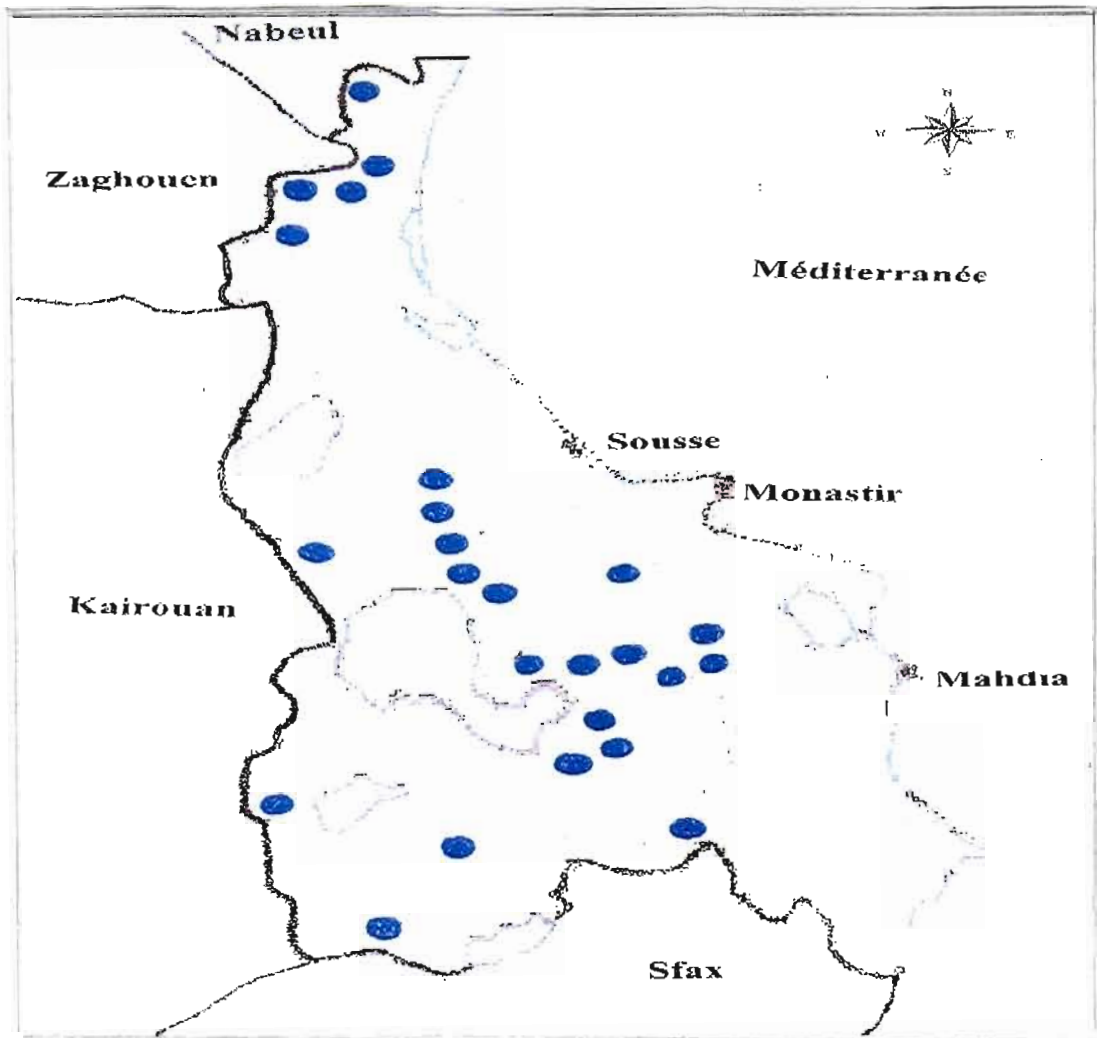 Nabeul
N
Zaghouen
E
Méditerranée
Sousse
Monastir
Kairouan
Mahdia
Sfax